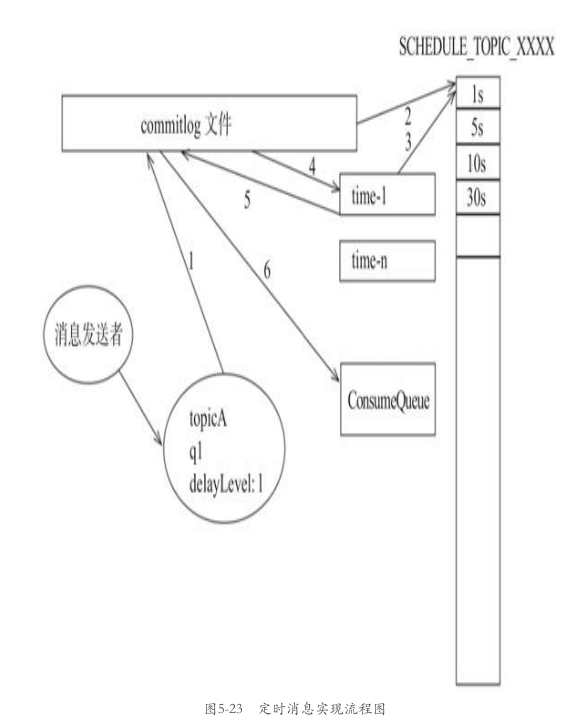 SCHEDULE_TOPIC_XXXX
commitlog 文件
1s
5s
10s
30s
2
3
4
5
time-1
time-n
1
6
消息发送者
ConsumeQueue
topicA
q1
delayLevel: 1
图5-23 定时消息实现流程图